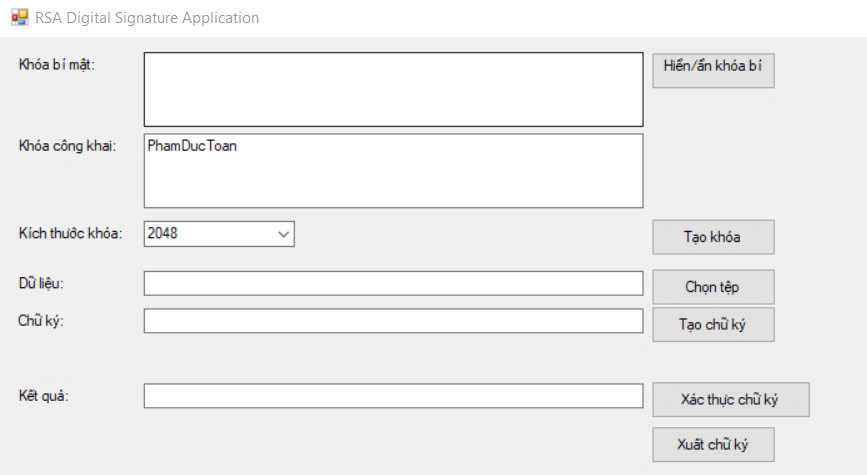 RSA Digital Signature Application
Khóa bí mật:
Hiển/ẩn khóa bí
Khóa công khai:
PhamDucToan
Kích thước khóa:
2048
Tạo khóa
Dữ liệu:
Chọn tệp
Chữ ký:
Tạo chữ ký
Kết quả:
Xác thực chữ ký
Xuất chữ ký